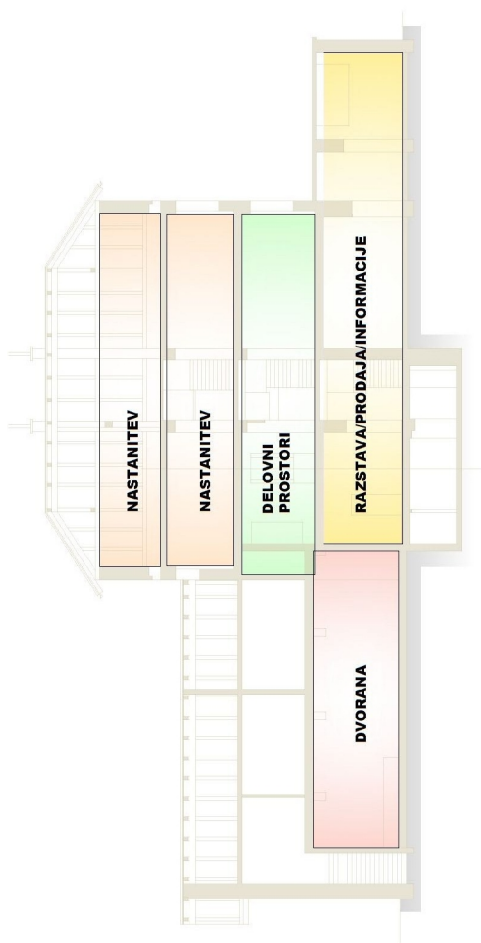 NASTANITEV
NASTANITEV
DELOVNI
PROSTORI
RAZSTAVA/PRODAJA/INFORMACIJE
DVORANA